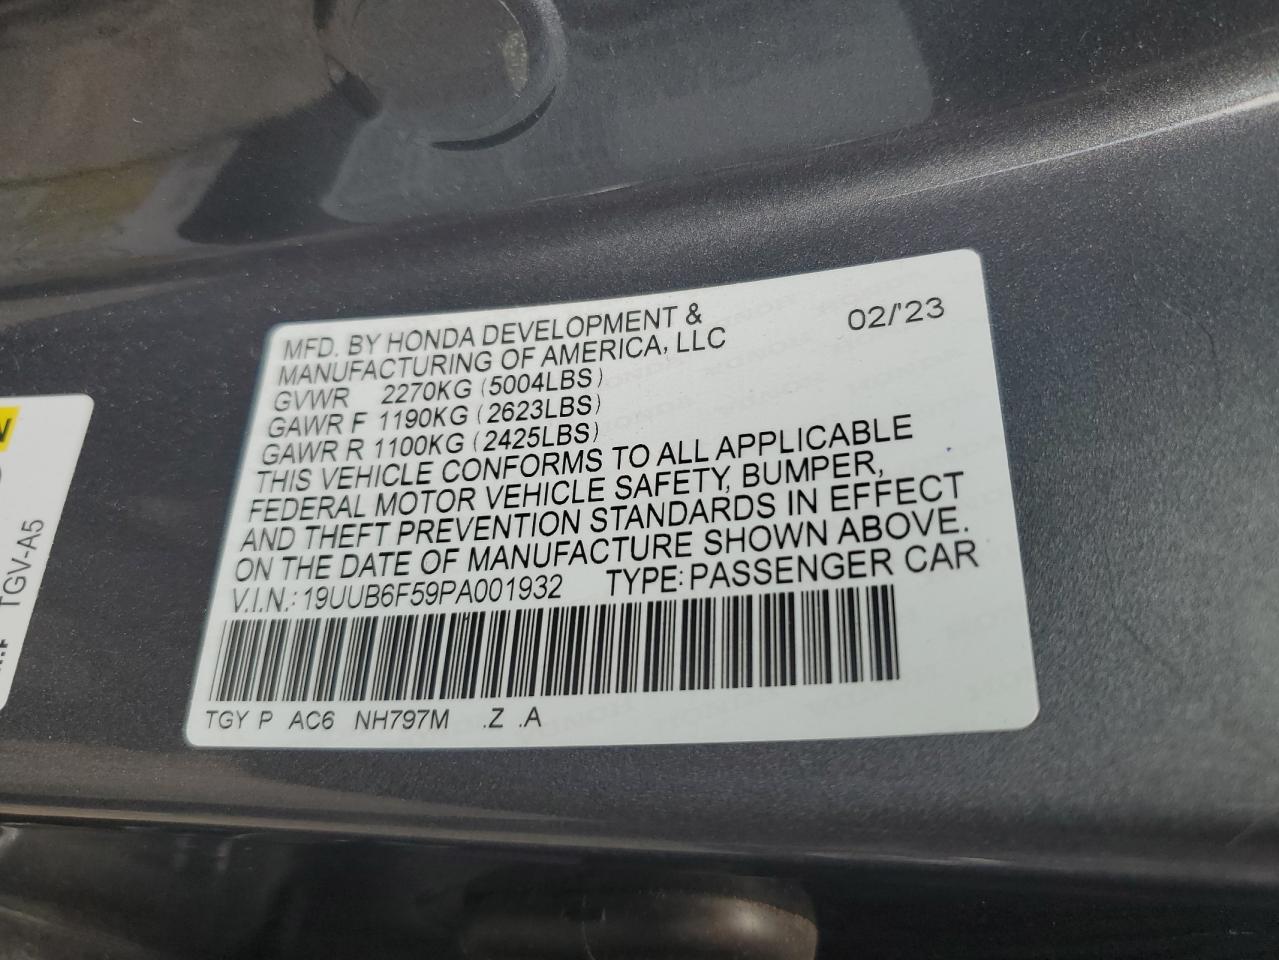 MFD. BY HONDA DEVELOPMENT &
MANUFACTURING OF AMERICA, LLC
02/'23
GVWR 2270KG (5004LBS)
GAWR F 1190KG (2623LBS)
GAWR R 1100KG (2425LBS)
THIS VEHICLE CONFORMS TO ALL APPLICABLE
FEDERAL MOTOR VEHICLE SAFETY, BUMPER,
AND THEFT PREVENTION STANDARDS IN EFFECT
ON THE DATE OF MANUFACTURE SHOWN ABOVE.
V.I.N.: 19UUB6F59PA001932 TYPE: PASSENGER CAR
TGY P AC6 NH797M .Z .A
TGV-A5